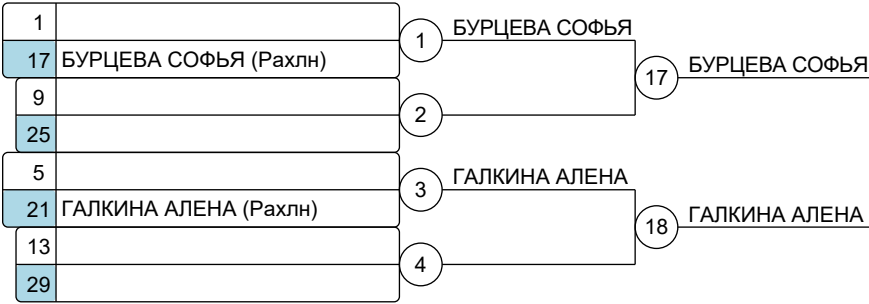 1
17 БУРЦЕВА СОФЬЯ (Рахлн)
1 БУРЦЕВА СОФЬЯ
17 БУРЦЕВА СОФЬЯ
9
25
2
5
21 ГАЛКИНА АЛЕНА (Рахлн)
3 ГАЛКИНА АЛЕНА
18 ГАЛКИНА АЛЕНА
13
29
4